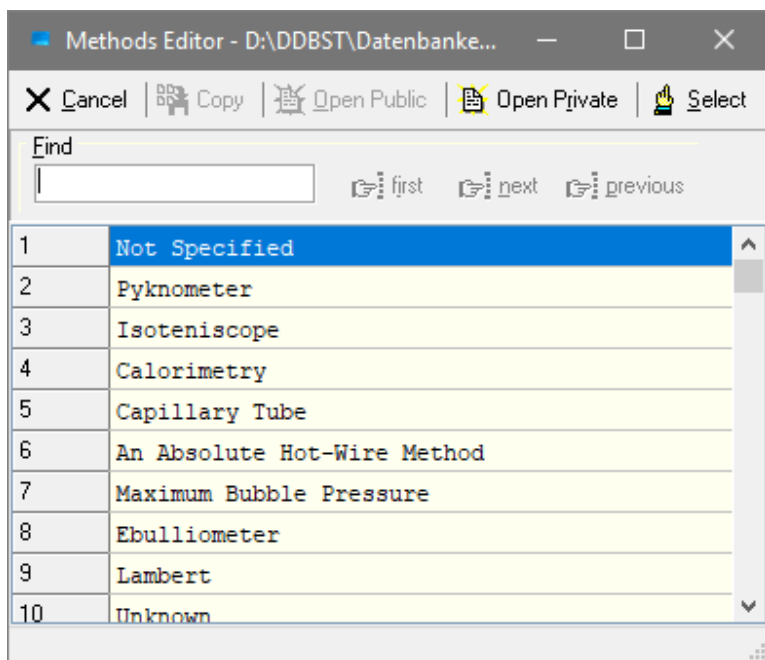 Methods Editor - D:\DDBST\Datenbanke...
Cancel Copy Open Public Open Private Select
Find
first next previous
1 Not Specified
2 Pyknometer
3 Isoteniscope
4 Calorimetry
5 Capillary Tube
6 An Absolute Hot-Wire Method
7 Maximum Bubble Pressure
8 Ebulliometer
9 Lambert
10 Unknown